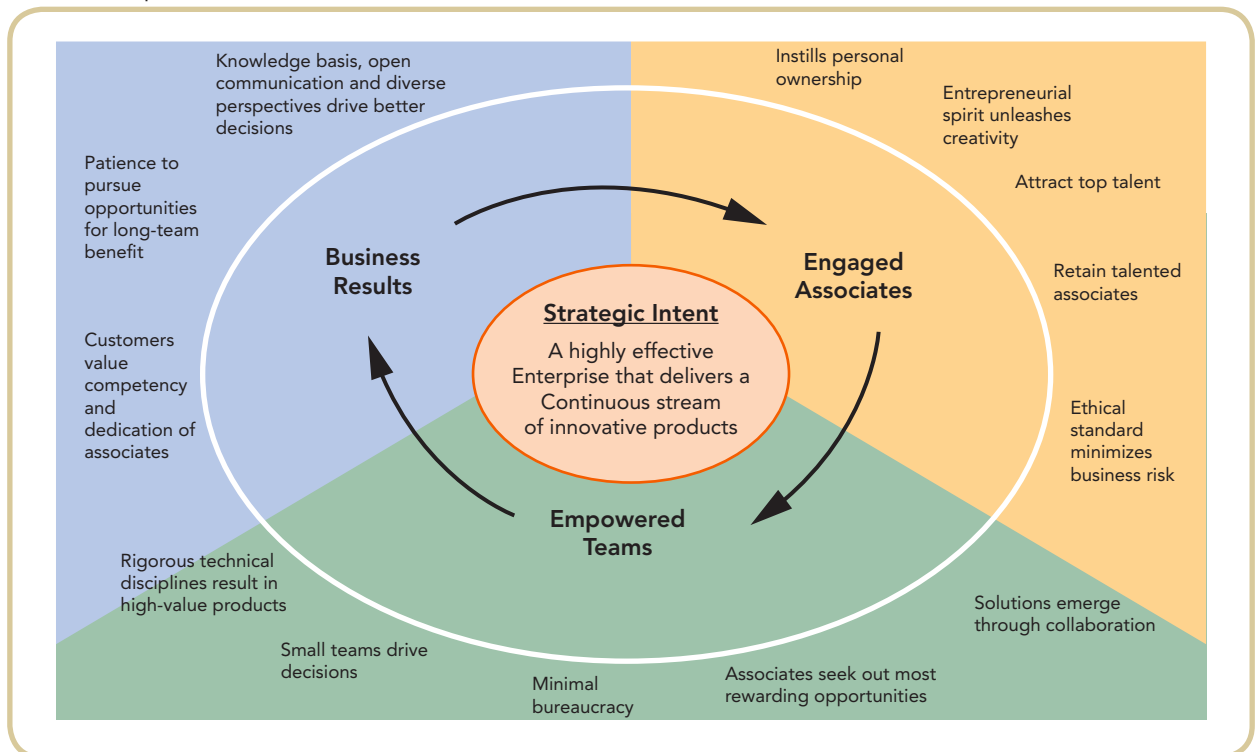 Knowledge basis, open
communication and diverse
perspectives drive better
decisions
Instills personal
ownership
Entrepreneurial
spirit unleashes
creativity
Patience to
pursue
opportunities
for long-team
benefit
Attract top talent
Business
Results
Engaged
Associates
Retain talented
associates
Strategic Intent
A highly effective
Enterprise that delivers a
Continuous stream
of innovative products
Customers
value
competency
and
dedication of
associates
Ethical
standard
minimizes
business risk
Empowered
Teams
Rigorous technical
disciplines result in
high-value products
Solutions emerge
through collaboration
Small teams drive
decisions
Minimal
bureaucracy
Associates seek out most
rewarding opportunities